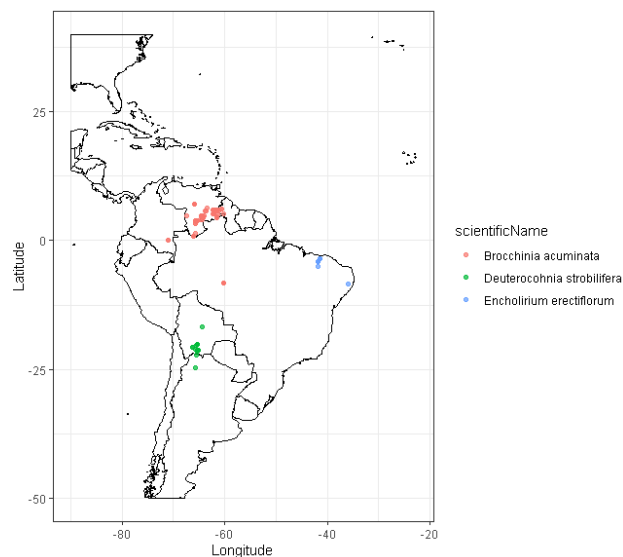 25
0
-25
-50
Latitude
-80
-60
-40
-20
Longitude
scientificName
Brocchinia acuminata
Deuterocohnia strobilifera
Encholirium erectiflorum